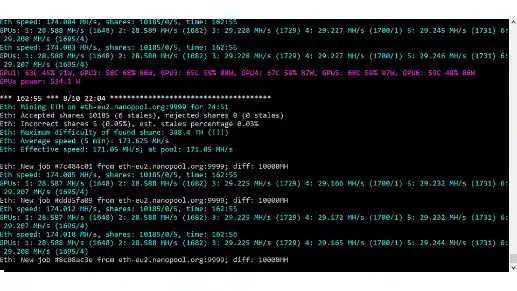 Eth speed: 174.004 MH/s, shares: 10185/0/5, time: 162:55
GPUs: 1: 28.588 MH/s (1648) 2: 28.589 MH/s (1682) 3: 29.228 MH/s (1729) 4: 29.227 MH/s (1700/1) 5: 29.245 MH/s (1731) 6:
29.208 MH/s (1695/4)
Eth speed: 174.003 MH/s, shares: 10185/0/5, time: 162:55
GPUs: 1: 28.588 MH/s (1648) 2: 28.588 MH/s (1682) 3: 29.228 MH/s (1729) 4: 29.227 MH/s (1700/1) 5: 29.246 MH/s (1731) 6:
29.208 MH/s (1695/4)
GPU1: 63C 45% 91W, GPU2: 58C 68% 86W, GPU3: 65C 59% 88W, GPU4: 67C 59% 87W, GPU5: 68C 59% 97W, GPU6: 59C 49% 86W
GPUs power: 534.1 W

*** 162:55 *** 8/10 22:04 **************************************
Eth: Mining ETH on eth-eu2.nanopool.org:9999 for 74:51
Eth: Accepted shares 10185 (6 stales), rejected shares 0 (0 stales)
Eth: Incorrect shares 5 (0.05%), est. stales percentage 0.03%
Eth: Maximum difficulty of found share: 348.4 TH (!!!)
Eth: Average speed (5 min): 173.675 MH/s
Eth: Effective speed: 171.05 MH/s; at pool: 171.05 MH/s

Eth: New job #7c484c01 from eth-eu2.nanopool.org:9999; diff: 10000MH
Eth speed: 174.005 MH/s, shares: 10185/0/5, time: 162:55
GPUs: 1: 28.587 MH/s (1648) 2: 28.588 MH/s (1682) 3: 29.225 MH/s (1729) 4: 29.166 MH/s (1700/1) 5: 29.232 MH/s (1731) 6:
29.207 MH/s (1695/4)
Eth: New job #ddd5fa09 from eth-eu2.nanopool.org:9999; diff: 10000MH
Eth speed: 174.012 MH/s, shares: 10185/0/5, time: 162:56
GPUs: 1: 28.588 MH/s (1648) 2: 28.588 MH/s (1682) 3: 29.225 MH/s (1729) 4: 29.172 MH/s (1700/1) 5: 29.232 MH/s (1731) 6:
29.207 MH/s (1695/4)
Eth speed: 174.018 MH/s, shares: 10185/0/5, time: 162:56
GPUs: 1: 28.587 MH/s (1648) 2: 28.588 MH/s (1682) 3: 29.225 MH/s (1729) 4: 29.165 MH/s (1700/1) 5: 29.244 MH/s (1731) 6:
29.208 MH/s (1695/4)
Eth: New job #8c08ac3e from eth-eu2.nanopool.org:9999; diff: 10000MH